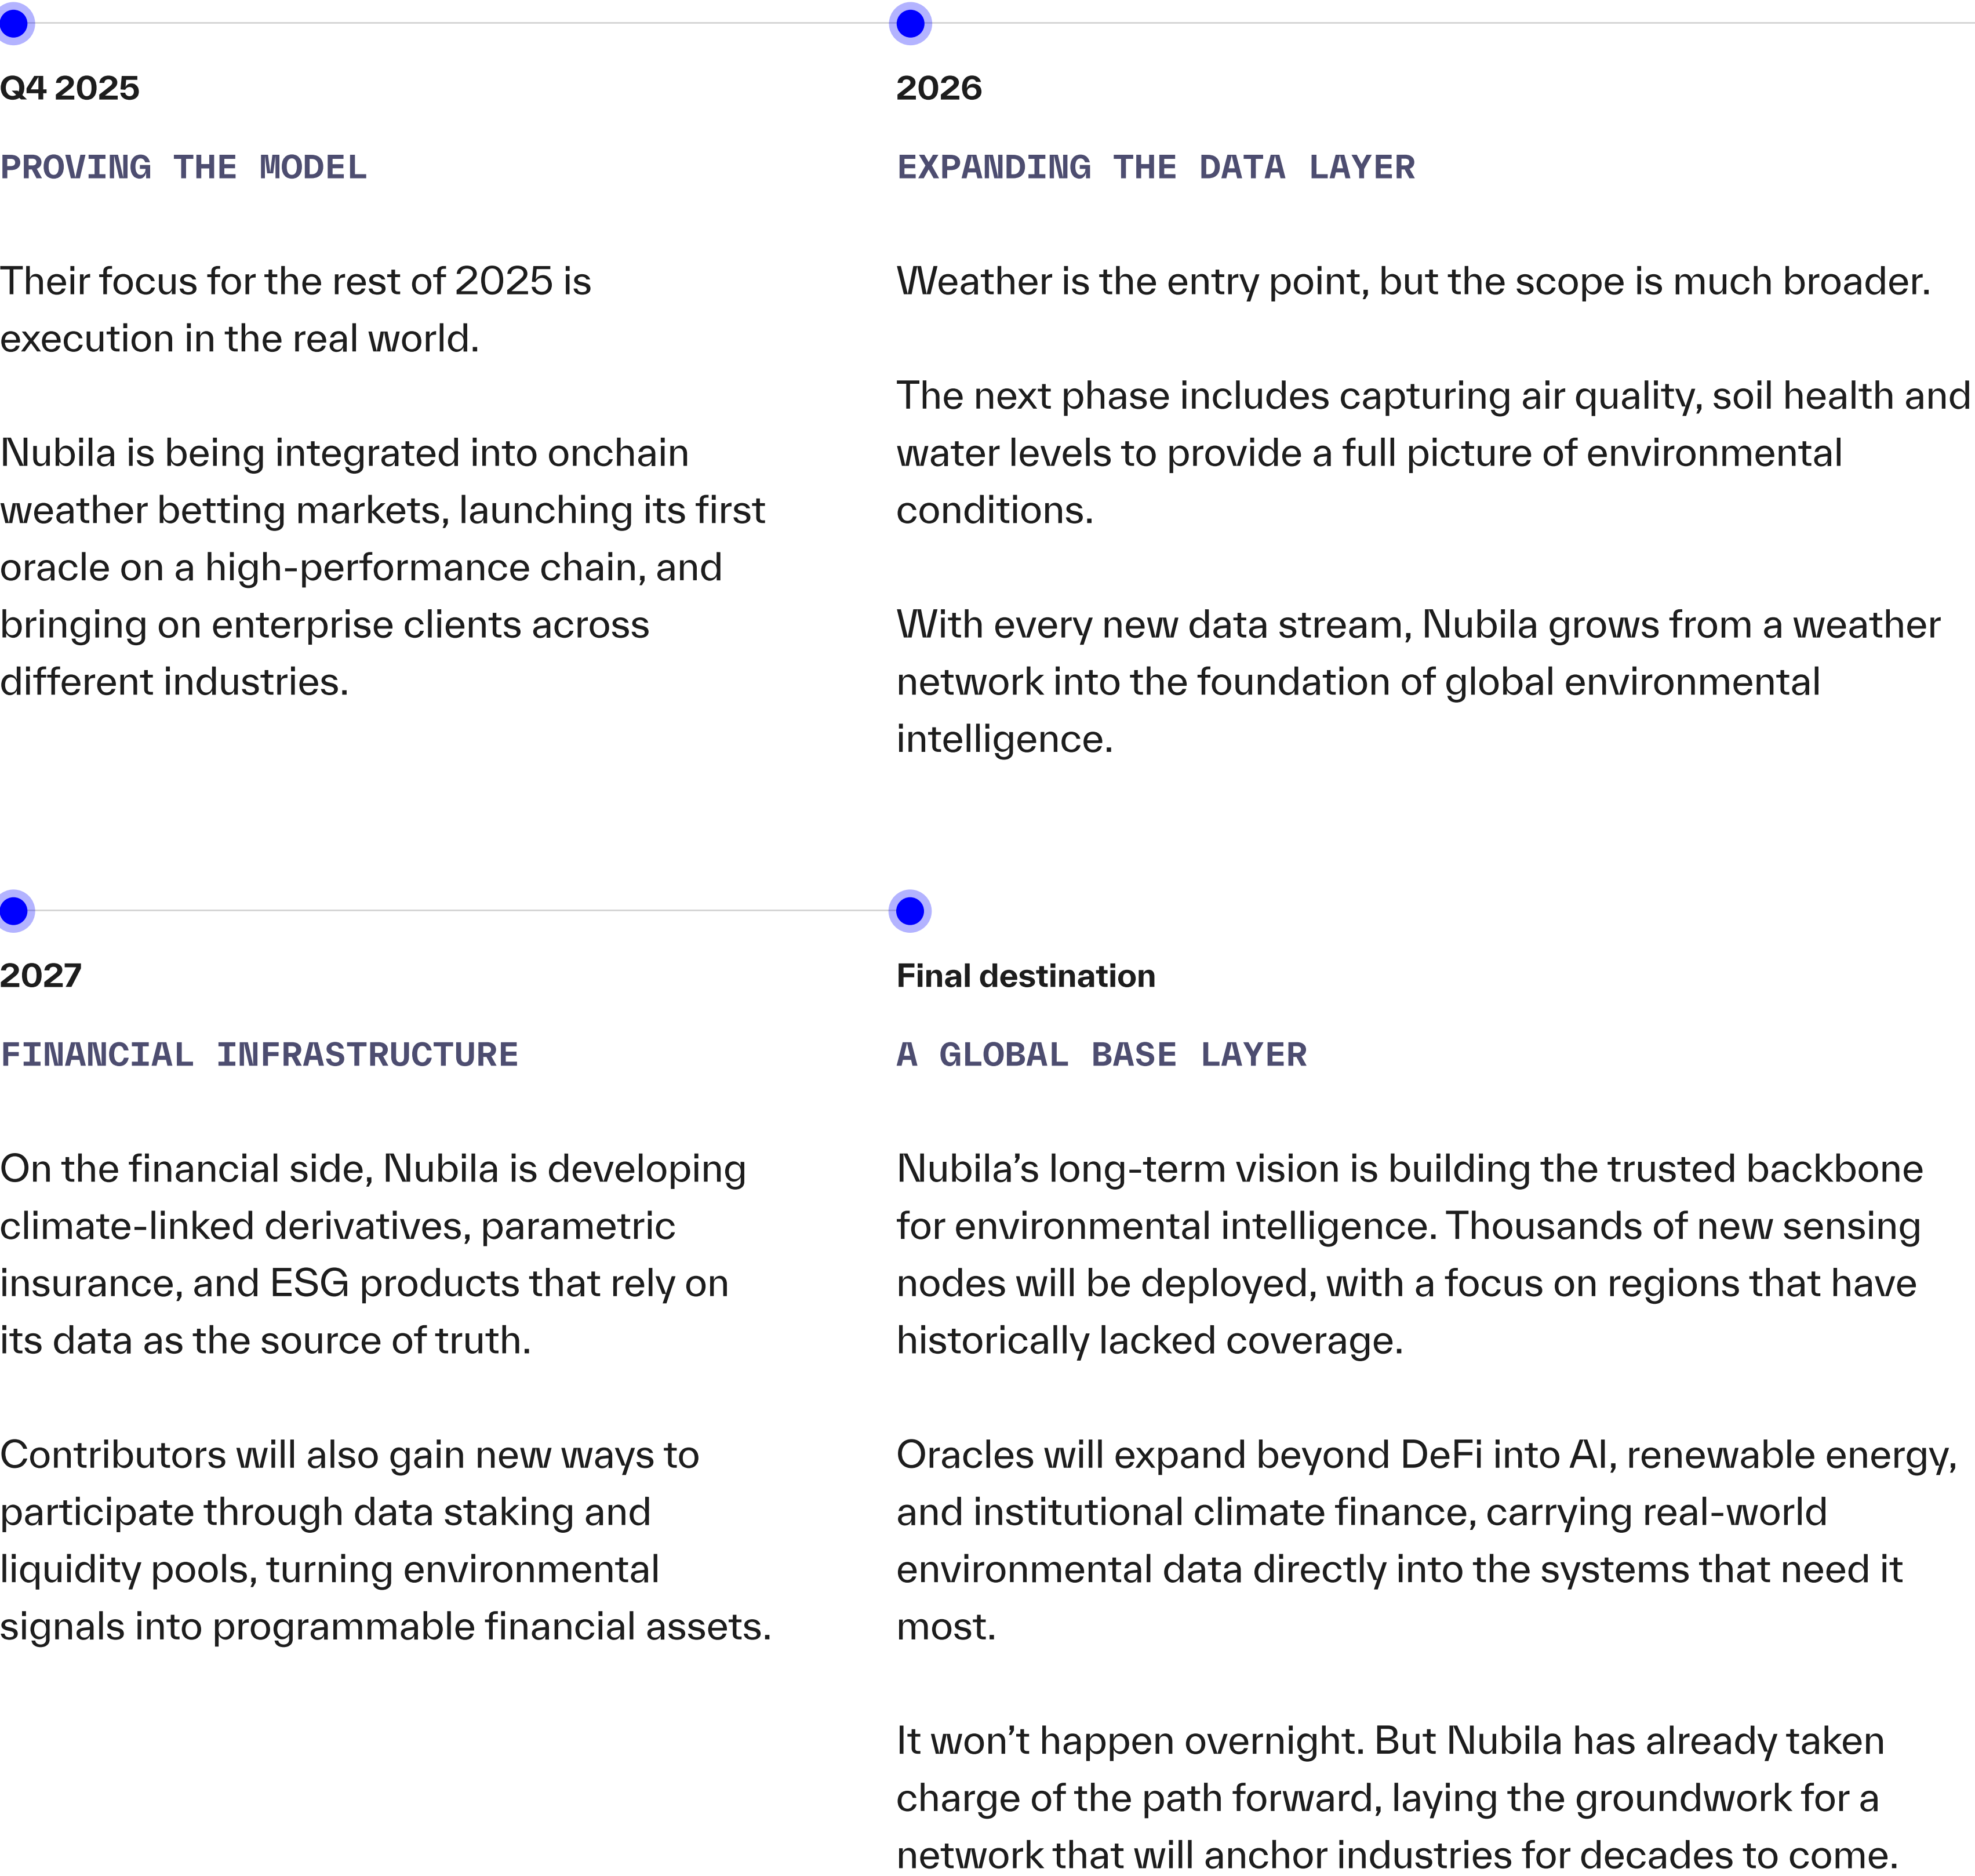 Q4 2025
PROVING THE MODEL
Their focus for the rest of 2025 is
execution in the real world.
Nubila is being integrated into onchain
weather betting markets, launching its first
oracle on a high-performance chain, and
bringing on enterprise clients across
different industries.
2026
EXPANDING THE DATA LAYER
Weather is the entry point, but the scope is much broader.
The next phase includes capturing air quality, soil health and
water levels to provide a full picture of environmental
conditions.
With every new data stream, Nubila grows from a weather
network into the foundation of global environmental
intelligence.
2027
FINANCIAL INFRASTRUCTURE
On the financial side, Nubila is developing
climate-linked derivatives, parametric
insurance, and ESG products that rely on
its data as the source of truth.
Contributors will also gain new ways to
participate through data staking and
liquidity pools, turning environmental
signals into programmable financial assets.
Final destination
A GLOBAL BASE LAYER
Nubila’s long-term vision is building the trusted backbone
for environmental intelligence. Thousands of new sensing
nodes will be deployed, with a focus on regions that have
historically lacked coverage.
Oracles will expand beyond DeFi into AI, renewable energy,
and institutional climate finance, carrying real-world
environmental data directly into the systems that need it
most.
It won’t happen overnight. But Nubila has already taken
charge of the path forward, laying the groundwork for a
network that will anchor industries for decades to come.